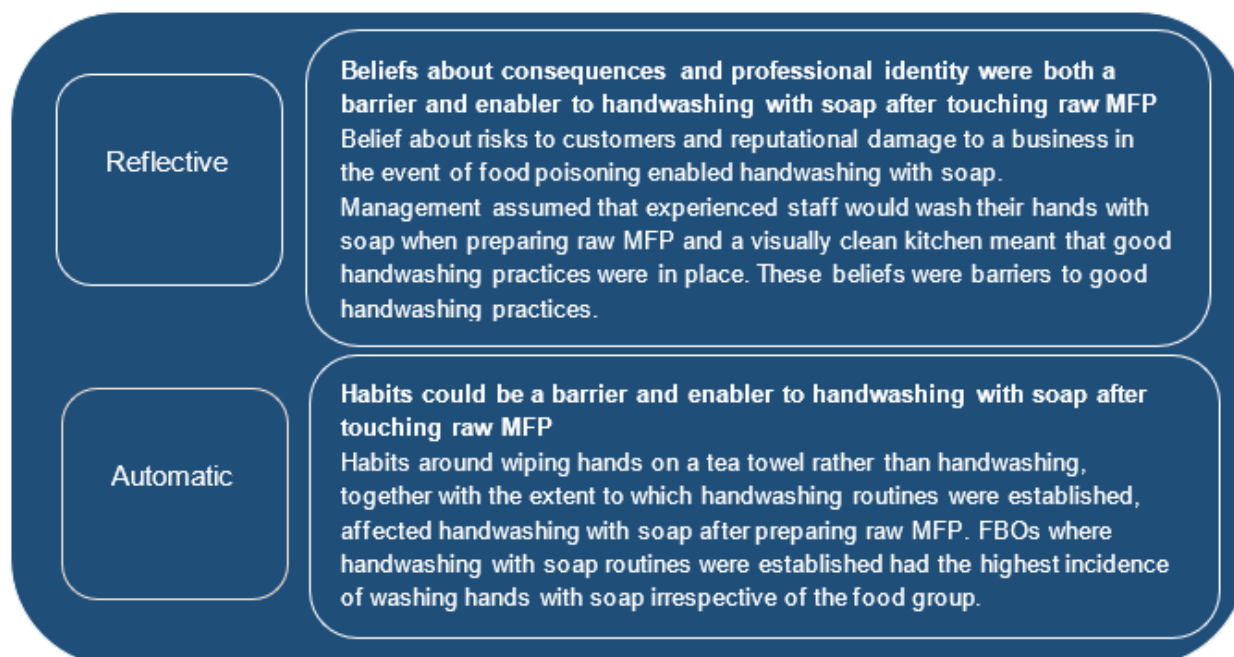 Reflective
Beliefs about consequences and professional identity were both a
barrier and enabler to handwashing with soap after touching raw MFP
Belief about risks to customers and reputational damage to a business in
the event of food poisoning enabled handwashing with soap.
Management assumed that experienced staff would wash their hands with
soap when preparing raw MFP and a visually clean kitchen meant that good
handwashing practices were in place. These beliefs were barriers to good
handwashing practices.
Automatic
Habits could be a barrier and enabler to handwashing with soap after
touching raw MFP
Habits around wiping hands on a tea towel rather than handwashing,
together with the extent to which handwashing routines were established,
affected handwashing with soap after preparing raw MFP. FBOs where
handwashing with soap routines were established had the highest incidence
of washing hands with soap irrespective of the food group.